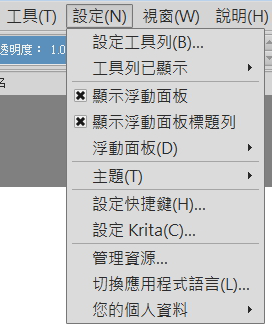 工具(T) 設定(N) 視窗(W) 說明(H)
透明度： 1.0
設定工具列(B)...
工具列已顯示
名
顯示浮動面板
顯示浮動面板標題列
浮動面板(D)
主題(T)
設定快捷鍵(H)...
設定 Krita(C)...
管理資源...
切換應用程式語言(L)...
您的個人資料